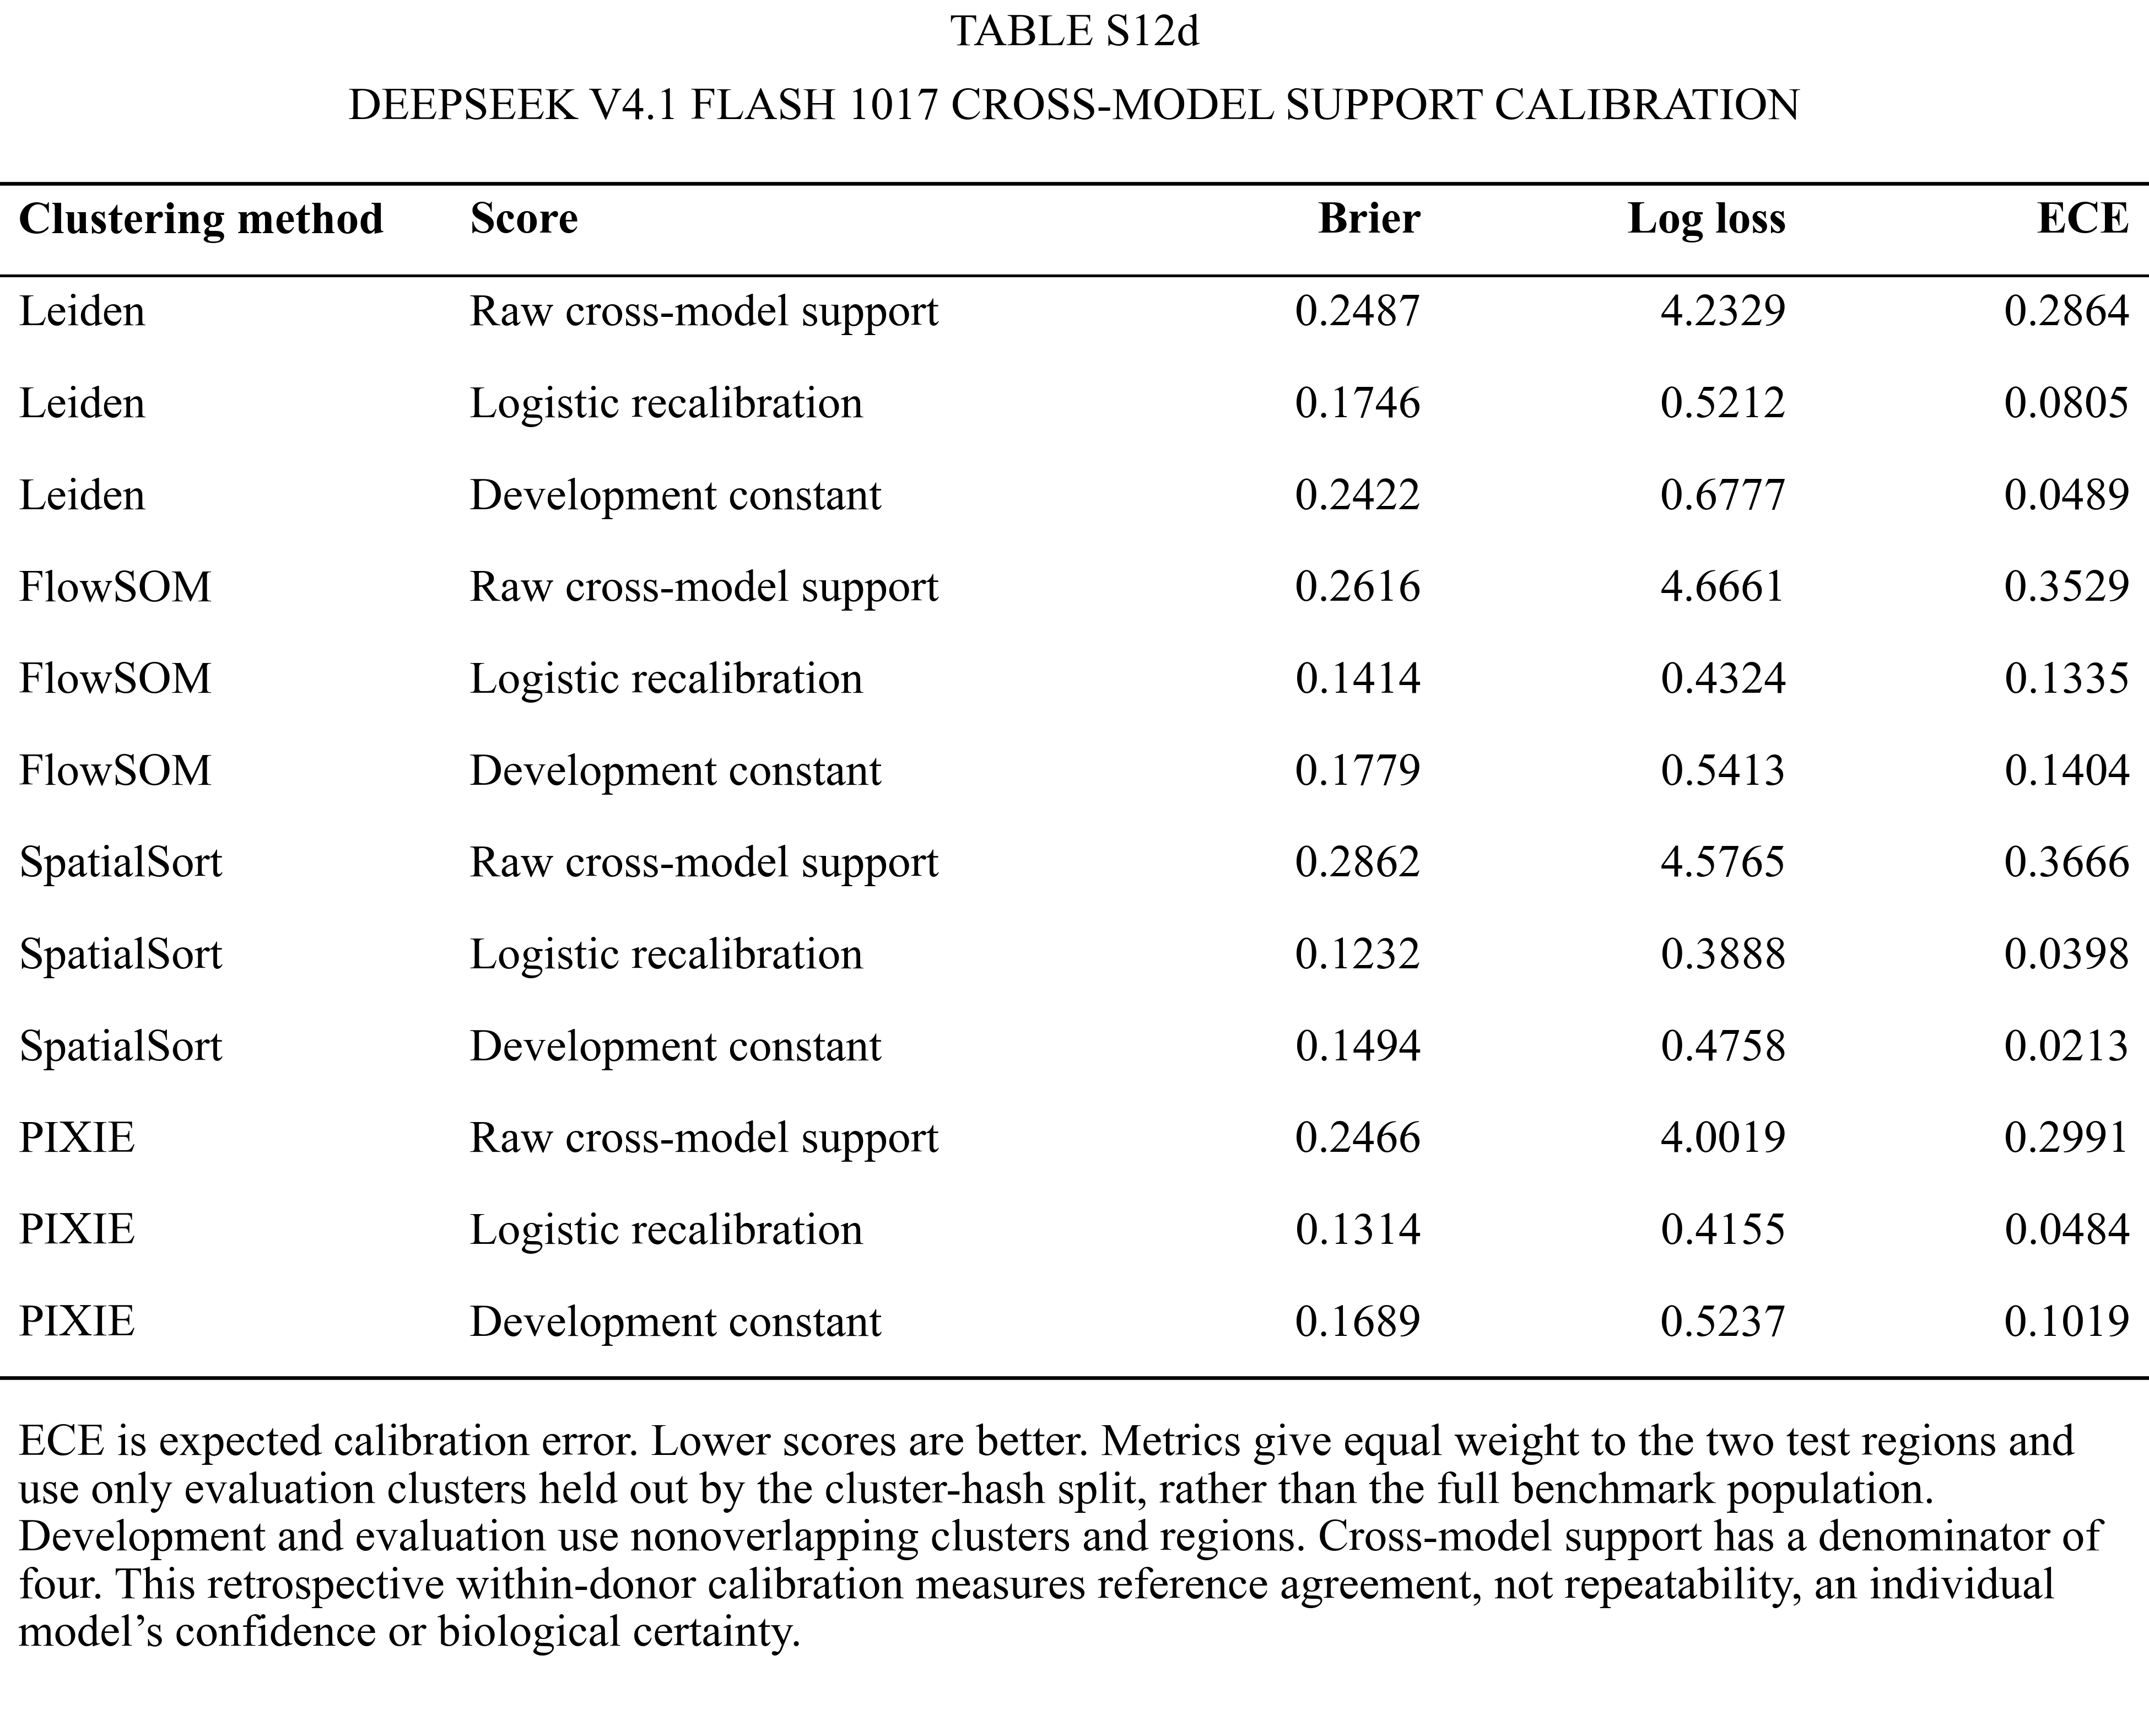 TABLE S12d
DEEPSEEK V4.1 FLASH 1017 CROSS-MODEL SUPPORT CALIBRATION
Clustering method Score Brier Log loss ECE
Leiden Raw cross-model support 0.2487 4.2329 0.2864
Leiden Logistic recalibration 0.1746 0.5212 0.0805
Leiden Development constant 0.2422 0.6777 0.0489
FlowSOM Raw cross-model support 0.2616 4.6661 0.3529
FlowSOM Logistic recalibration 0.1414 0.4324 0.1335
FlowSOM Development constant 0.1779 0.5413 0.1404
SpatialSort Raw cross-model support 0.2862 4.5765 0.3666
SpatialSort Logistic recalibration 0.1232 0.3888 0.0398
SpatialSort Development constant 0.1494 0.4758 0.0213
PIXIE Raw cross-model support 0.2466 4.0019 0.2991
PIXIE Logistic recalibration 0.1314 0.4155 0.0484
PIXIE Development constant 0.1689 0.5237 0.1019
ECE is expected calibration error. Lower scores are better. Metrics give equal weight to the two test regions and
use only evaluation clusters held out by the cluster-hash split, rather than the full benchmark population.
Development and evaluation use nonoverlapping clusters and regions. Cross-model support has a denominator of
four. This retrospective within-donor calibration measures reference agreement, not repeatability, an individual
model’s confidence or biological certainty.